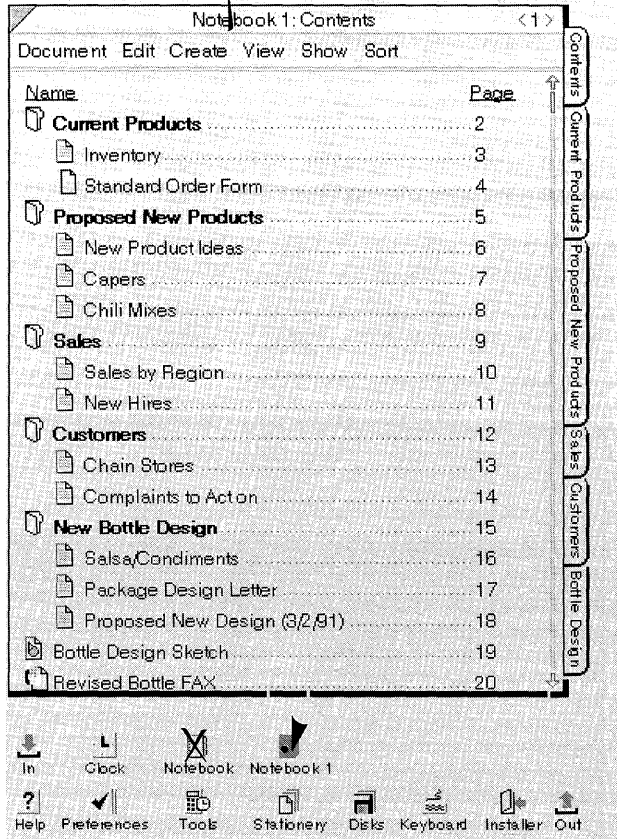 Notebook 1: Contents <1>
Document Edit Create View Show Sort
Name Page
Current Products 2
Inventory 3
Standard Order Form 4
Proposed New Products 5
New Product Ideas 6
Capers 7
Chili Mixes 8
Sales 9
Sales by Region 10
New Hires 11
Customers 12
Chain Stores 13
Complaints to Act on 14
New Bottle Design 15
Salsa/Condiments 16
Package Design Letter 17
Proposed New Design (3/2/91) 18
Bottle Design Sketch 19
Revised Bottle FAX 20
Contents
Current Products
Proposed New Products
Sales
Customers
Bottle Design
In Clock Notebook Notebook 1
Help Preferences Tools Stationery Disks Keyboard Installer Out